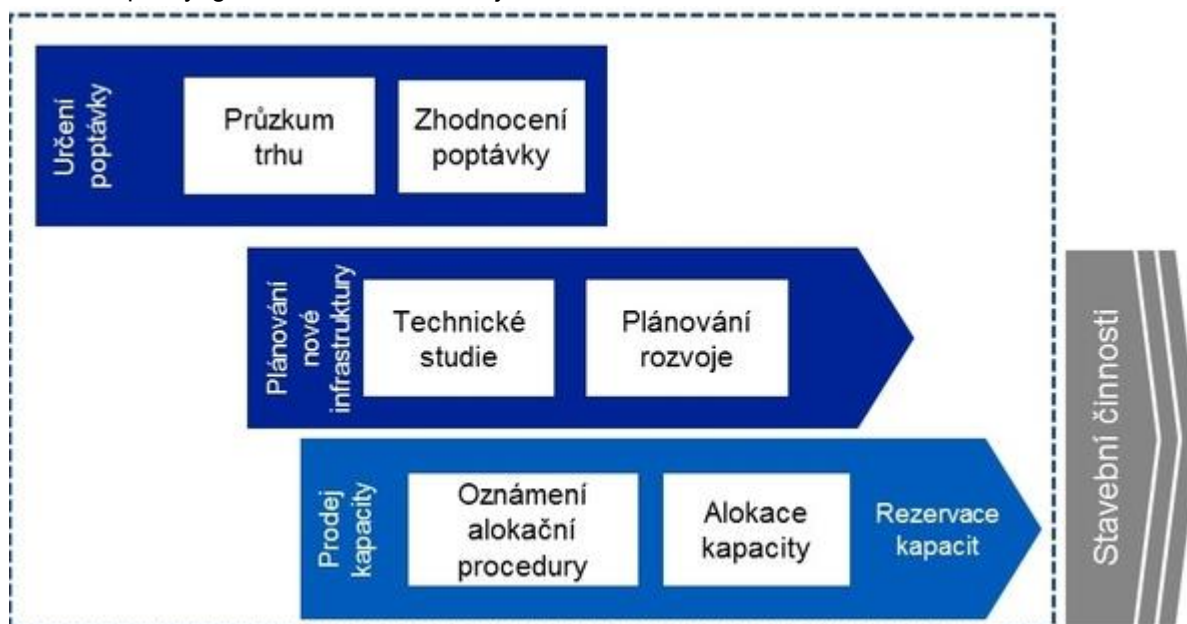 Určení
poptávky
Průzkum
trhu
Zhodnocení
poptávky
Plánování
nové
infrastruktury
Technické
studie
Plánování
rozvoje
Prodej
kapacity
Oznámení
alokační
procedury
Alokace
kapacity
Rezervace
kapacit
Stavební činnosti